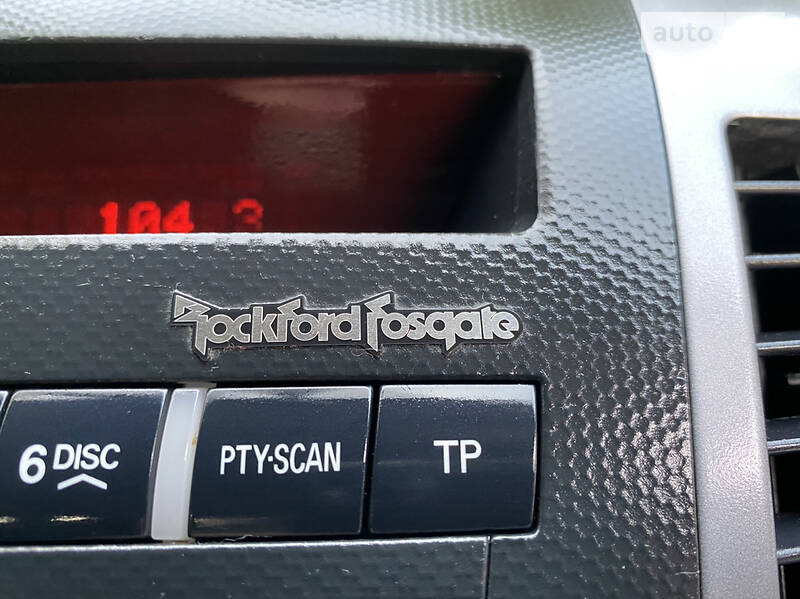 auto
104 3
Rockford Fosgate
6 DISC PTY·SCAN TP